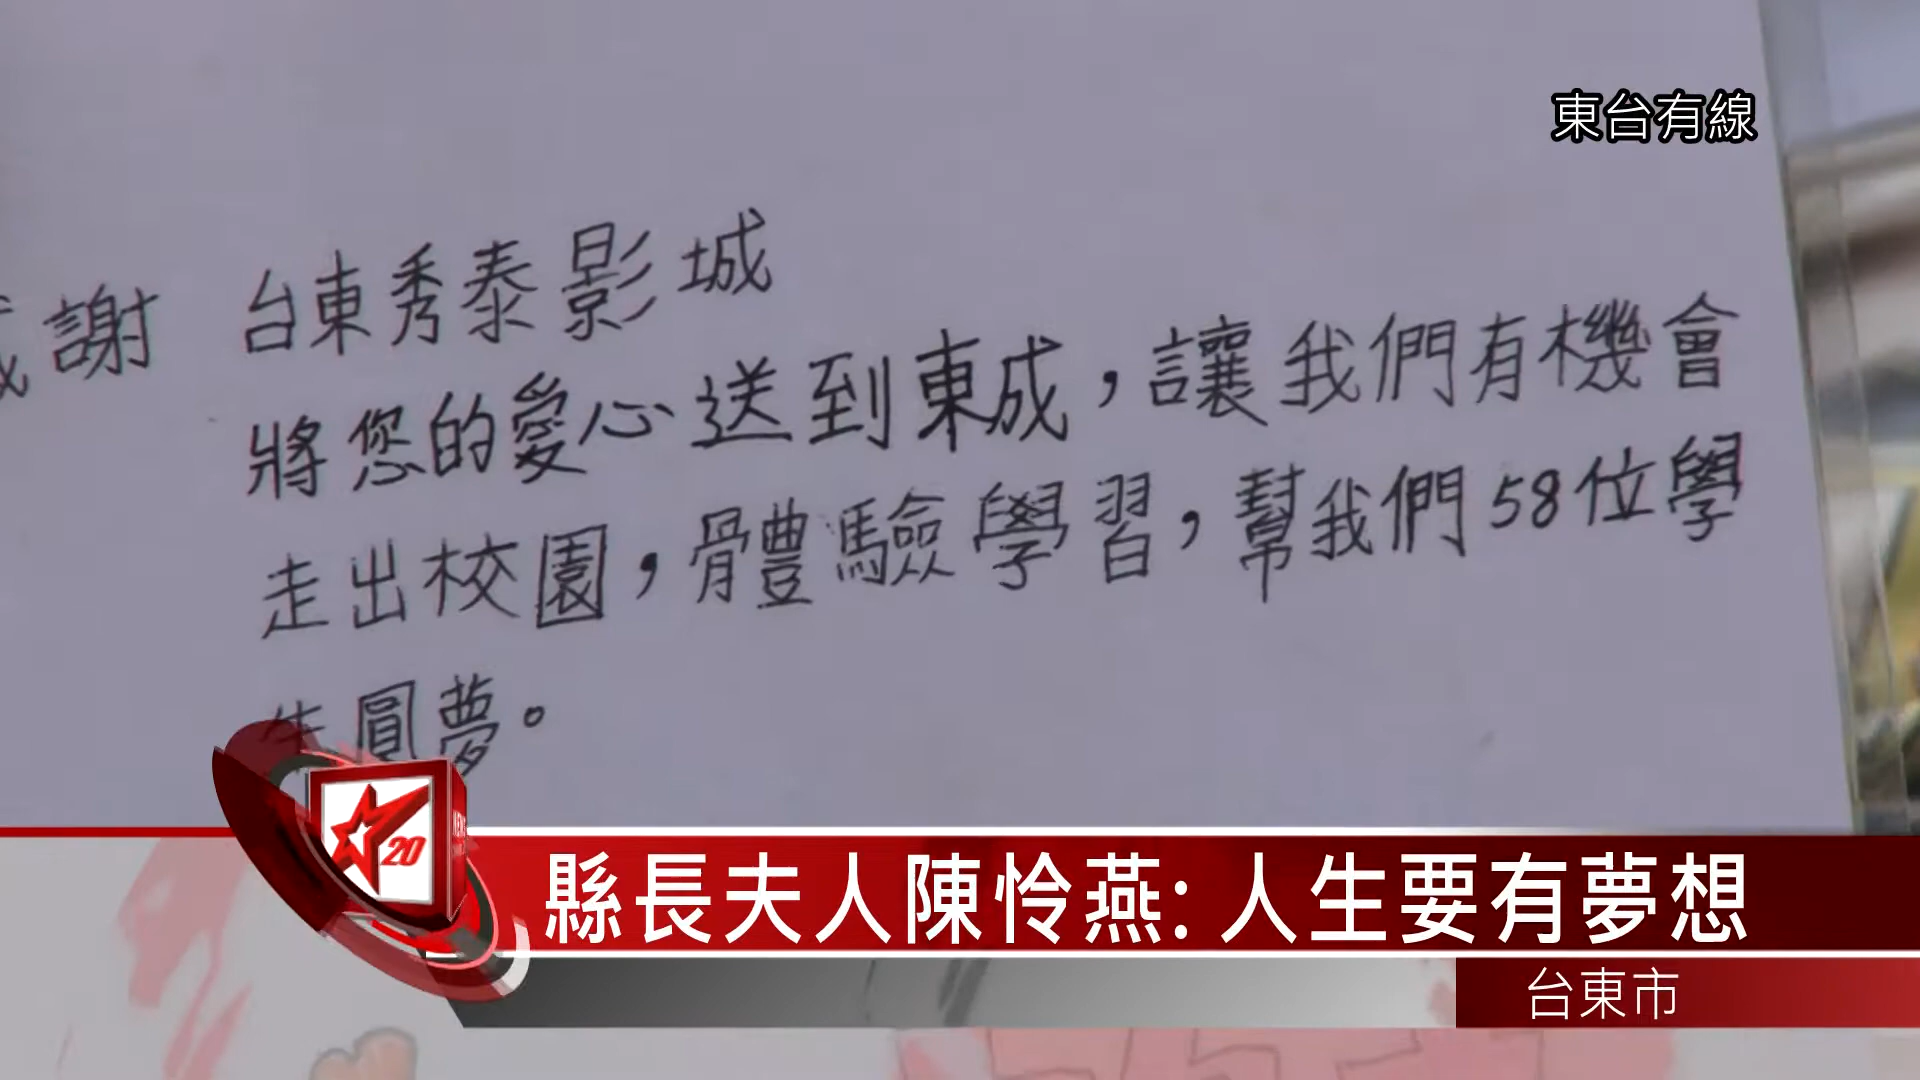 東台有線
感謝 台東秀泰影城
將您的愛心送到東成，讓我們有機會
走出校園，體驗學習，幫我們58位學
生圓夢。
20
縣長夫人陳怜燕: 人生要有夢想
台東市